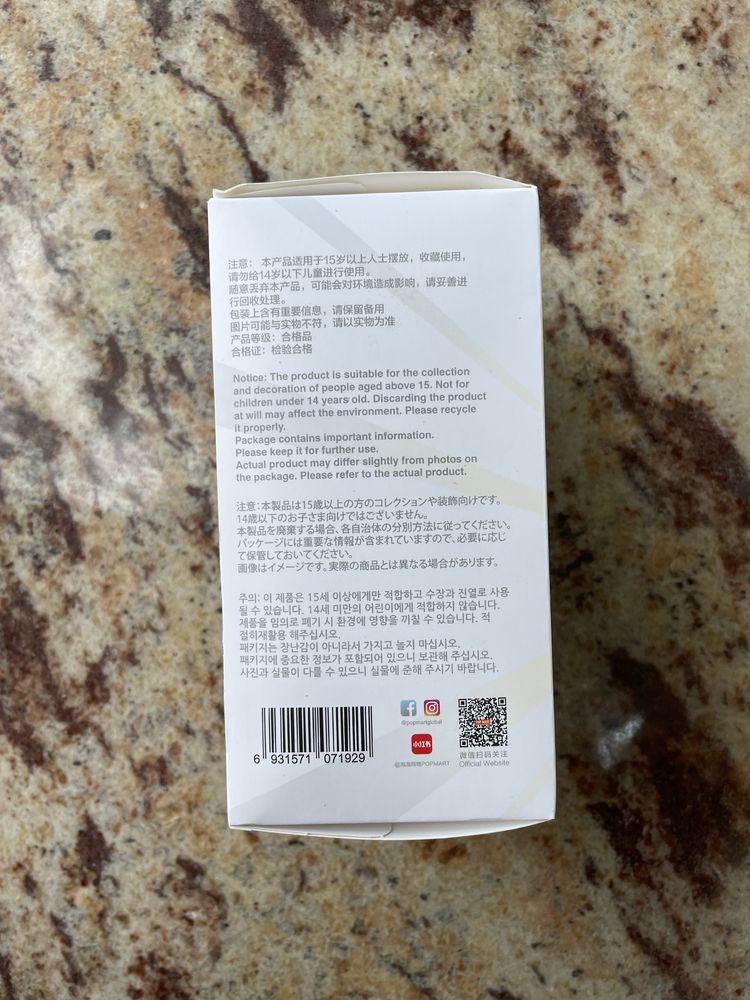 注意： 本产品适用于15岁以上人士摆放，收藏使用，
请勿给14岁以下儿童进行使用。
随意丢弃本产品，可能会对环境造成影响，请妥善进
行回收处理。
包装上含有重要信息，请保留备用
图片可能与实物不符，请以实物为准
产品等级：合格品
合格证：检验合格
Notice: The product is suitable for the collection
and decoration of people aged above 15. Not for
children under 14 years old. Discarding the product
at will may affect the environment. Please recycle
it properly.
Package contains important information.
Please keep it for further use.
Actual product may differ slightly from photos on
the package. Please refer to the actual product.
注意：本製品は15歳以上の方のコレクションや装飾向けです。
14歳以下のお子さま向けではございません。
本製品を廃棄する場合、各自治体の分別方法に従ってください。
パッケージには重要な情報が含まれていますので、必要に応じ
て保管しておいてください。
画像はイメージです。実際の商品とは異なる場合があります。
주의: 이 제품은 15세 이상에게만 적합하고 수장과 진열로 사용
될 수 있습니다. 14세 미만의 어린이에게 적합하지 않습니다.
제품을 임의로 폐기 시 환경에 영향을 끼칠 수 있습니다. 적
절히재활용 해주십시오.
패키지는 장난감이 아니라서 가지고 놀지 마십시오.
패키지에 중요한 정보가 포함되어 있으니 보관해 주십시오.
사진과 실물이 다를 수 있으니 실물에 준해 주시기 바랍니다.
6 931571 071929
@popmartglobal
小红书
@泡泡玛特POPMART
微信扫码关注
Official Website